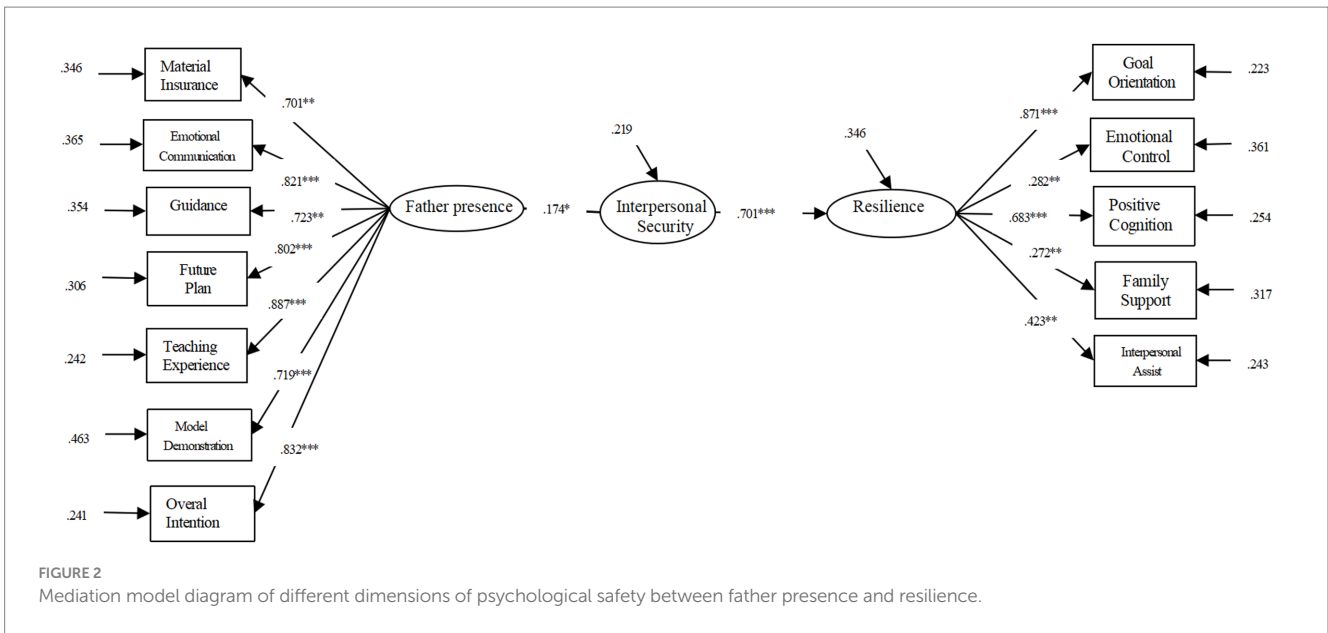 .346
Material
Insurance
.701**
.365
Emotional
Communication
.821***
.354
Guidance
.723**
.306
Future
Plan
.802***
.242
Teaching
Experience
.887***
.463
Model
Demonstration
.719***
.241
Overal
Intention
.832***
Father presence
.174*
.219
Interpersonal
Security
.701***
.346
Resilience
.871***
Goal
Orientation
.223
.282**
Emotional
Control
.361
.683***
Positive
Cognition
.254
.272**
Family
Support
.317
.423**
Interpersonal
Assist
.243
FIGURE 2
Mediation model diagram of different dimensions of psychological safety between father presence and resilience.